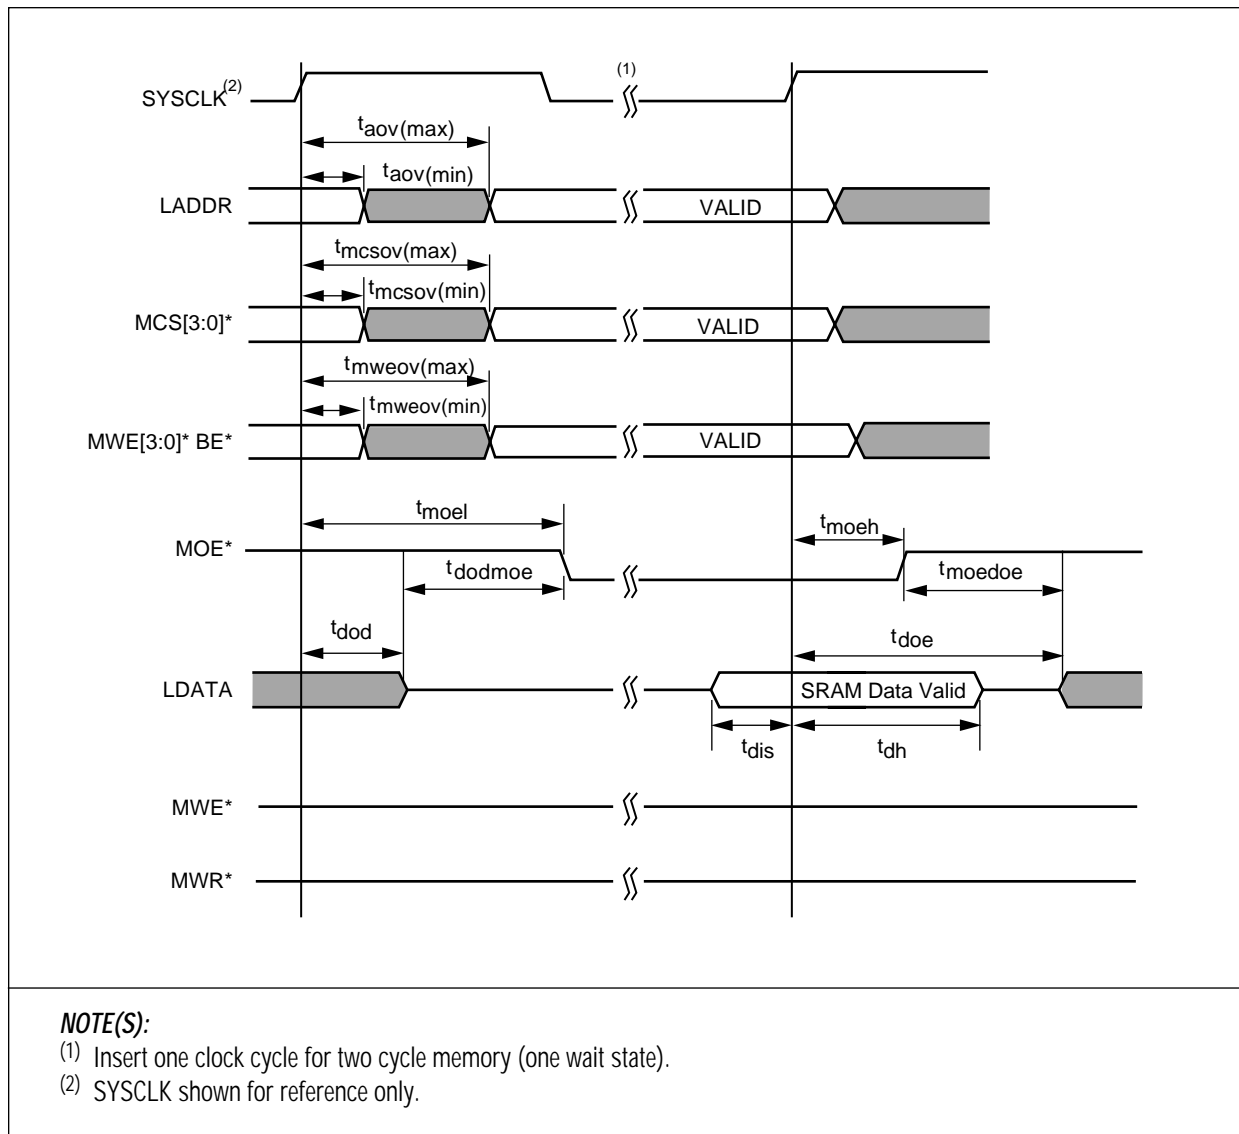 (1)
SYSCLK(2)
taov(max)
taov(min)
LADDR
VALID
tmcsov(max)
tmcsov(min)
MCS[3:0]*
VALID
tmweov(max)
tmweov(min)
MWE[3:0]* BE*
VALID
tmoel
tmoeh
MOE*
tdodmoe
tmoedoe
tdod
tdoe
LDATA
SRAM Data Valid
tdis
tdh
MWE*
MWR*
NOTE(S):
(1) Insert one clock cycle for two cycle memory (one wait state).
(2) SYSCLK shown for reference only.